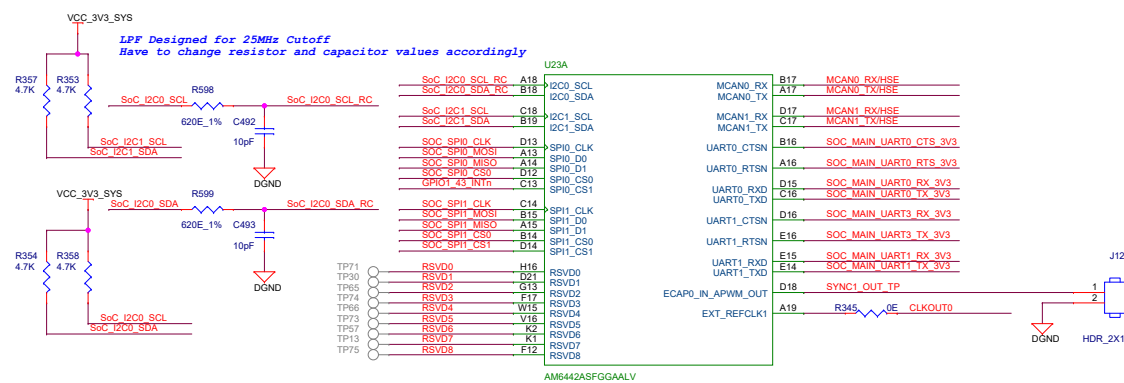 VCC_3V3_SYS
LPF Designed for 25MHz Cutoff
Have to change resistor and capacitor values accordingly
R357
4.7K
R353
4.7K
SoC_I2C0_SCL
R598
620E_1%
SoC_I2C0_SCL_RC
C492
10pF
DGND
SoC_I2C1_SCL
SoC_I2C1_SDA
VCC_3V3_SYS
SoC_I2C0_SDA
R599
620E_1%
SoC_I2C0_SDA_RC
C493
10pF
DGND
R354
4.7K
R358
4.7K
SoC_I2C0_SCL
SoC_I2C0_SDA
U23A
SoC_I2C0_SCL_RC A18 I2C0_SCL
SoC_I2C0_SDA_RC B18 I2C0_SDA
SoC_I2C1_SCL C18 I2C1_SCL
SoC_I2C1_SDA B19 I2C1_SDA
SOC_SPI0_CLK D13 SPI0_CLK
SOC_SPI0_MOSI A13 SPI0_D0
SOC_SPI0_MISO A14 SPI0_D1
SOC_SPI0_CS0 D12 SPI0_CS0
GPIO1_43_INTn C13 SPI0_CS1
SOC_SPI1_CLK C14 SPI1_CLK
SOC_SPI1_MOSI B15 SPI1_D0
SOC_SPI1_MISO A15 SPI1_D1
SOC_SPI1_CS0 B14 SPI1_CS0
SOC_SPI1_CS1 D14 SPI1_CS1
TP71 RSVD0 H16 RSVD0
TP30 RSVD1 D21 RSVD1
TP65 RSVD2 G13 RSVD2
TP74 RSVD3 F17 RSVD3
TP66 RSVD4 W15 RSVD4
TP73 RSVD5 V16 RSVD5
TP57 RSVD6 K2 RSVD6
TP13 RSVD7 K1 RSVD7
TP75 RSVD8 F12 RSVD8
MCAN0_RX B17 MCAN0_RX/HSE
MCAN0_TX A17 MCAN0_TX/HSE
MCAN1_RX D17 MCAN1_RX/HSE
MCAN1_TX C17 MCAN1_TX/HSE
UART0_CTSN B16 SOC_MAIN_UART0_CTS_3V3
UART0_RTSN A16 SOC_MAIN_UART0_RTS_3V3
UART0_RXD D15 SOC_MAIN_UART0_RX_3V3
UART0_TXD C16 SOC_MAIN_UART0_TX_3V3
UART1_CTSN D16 SOC_MAIN_UART3_RX_3V3
UART1_RTSN E16 SOC_MAIN_UART3_TX_3V3
UART1_RXD E15 SOC_MAIN_UART1_RX_3V3
UART1_TXD E14 SOC_MAIN_UART1_TX_3V3
ECAP0_IN_APWM_OUT D18 SYNC1_OUT_TP
EXT_REFCLK1 A19 R345 0E CLKOUT0
AM6442ASFGGAALV
J12
1
2
DGND
HDR_2X1